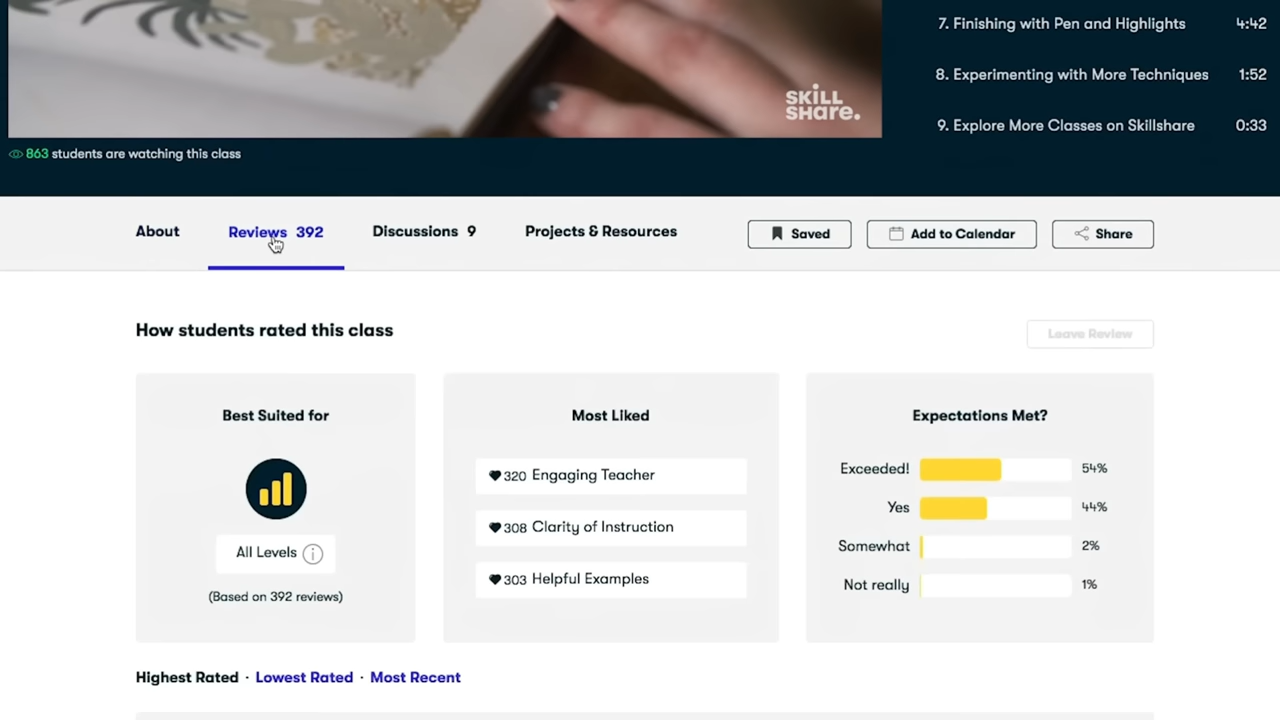 7. Finishing with Pen and Highlights 4:42
8. Experimenting with More Techniques 1:52
9. Explore More Classes on Skillshare 0:33
SKILL
SHARE.
863 students are watching this class
About Reviews 392 Discussions 9 Projects & Resources Saved Add to Calendar Share
How students rated this class Leave Review
Best Suited for
All Levels
(Based on 392 reviews)
Most Liked
320 Engaging Teacher
308 Clarity of Instruction
303 Helpful Examples
Expectations Met?
Exceeded! 54%
Yes 44%
Somewhat 2%
Not really 1%
Highest Rated · Lowest Rated · Most Recent